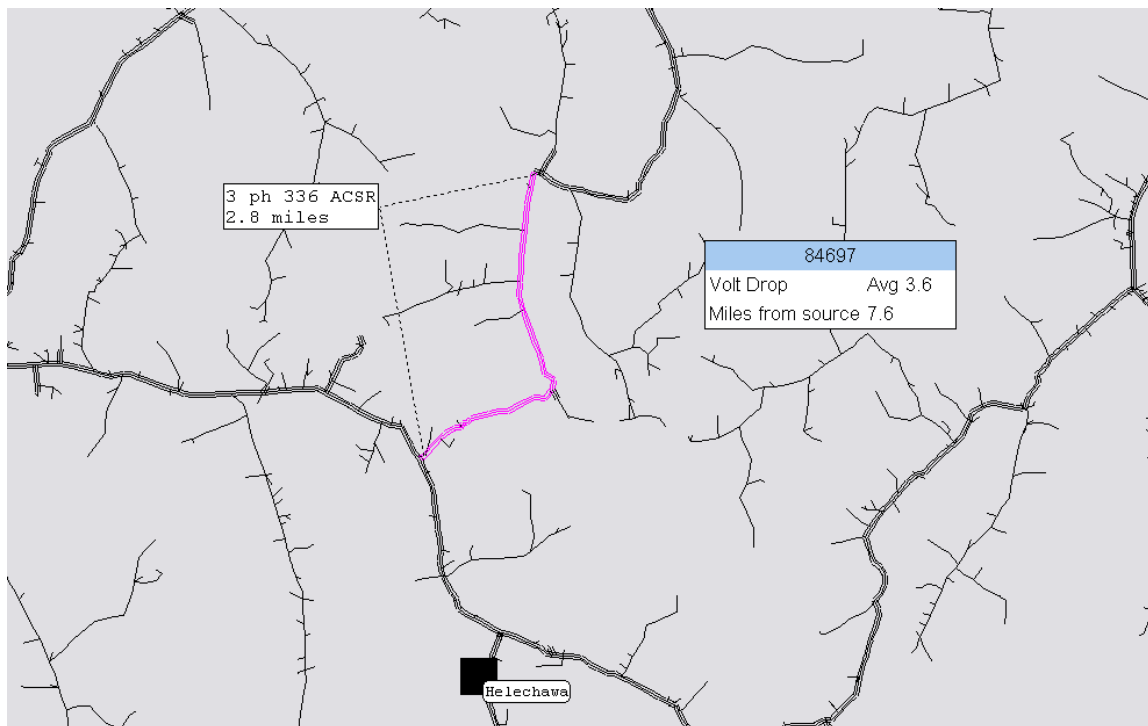 3 ph 336 ACSR
2.8 miles
84697
Volt Drop Avg 3.6
Miles from source 7.6
Helechawa